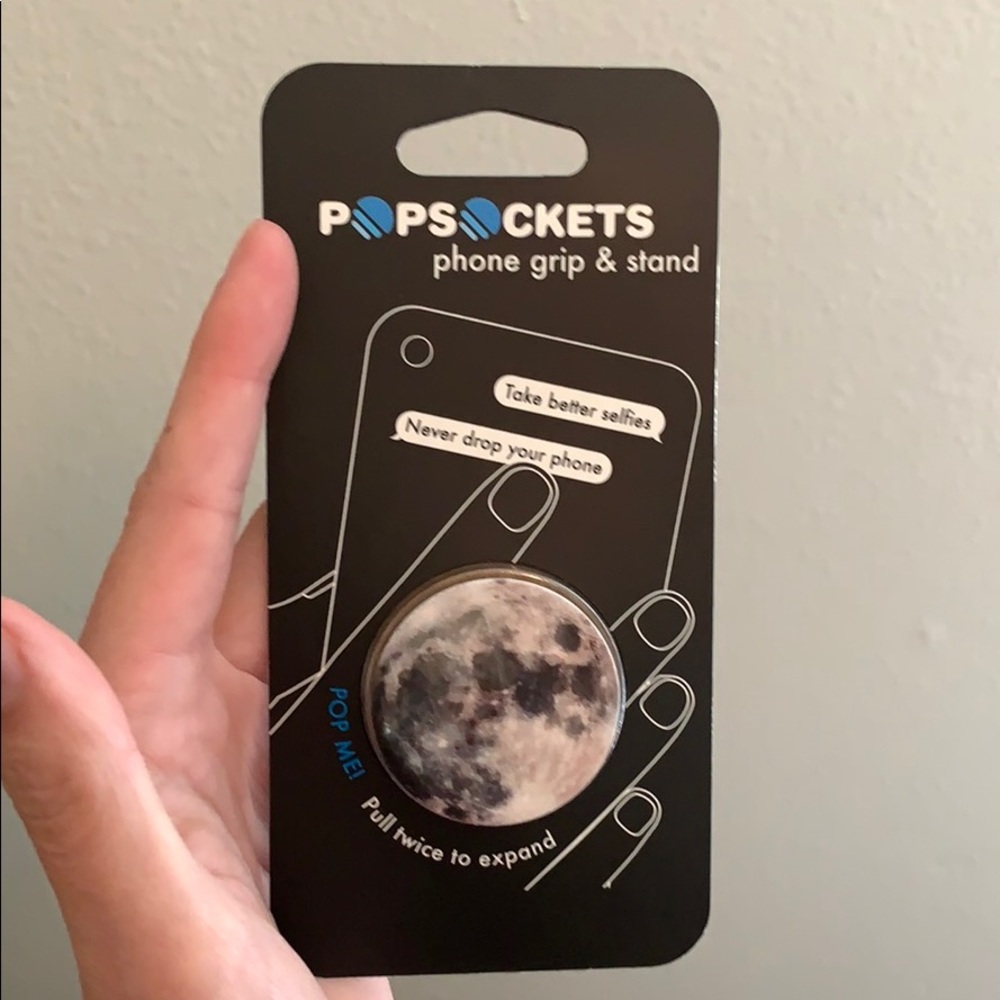 POPSOCKETS
phone grip & stand
Take better selfies
Never drop your phone
POP ME!
Pull twice to expand